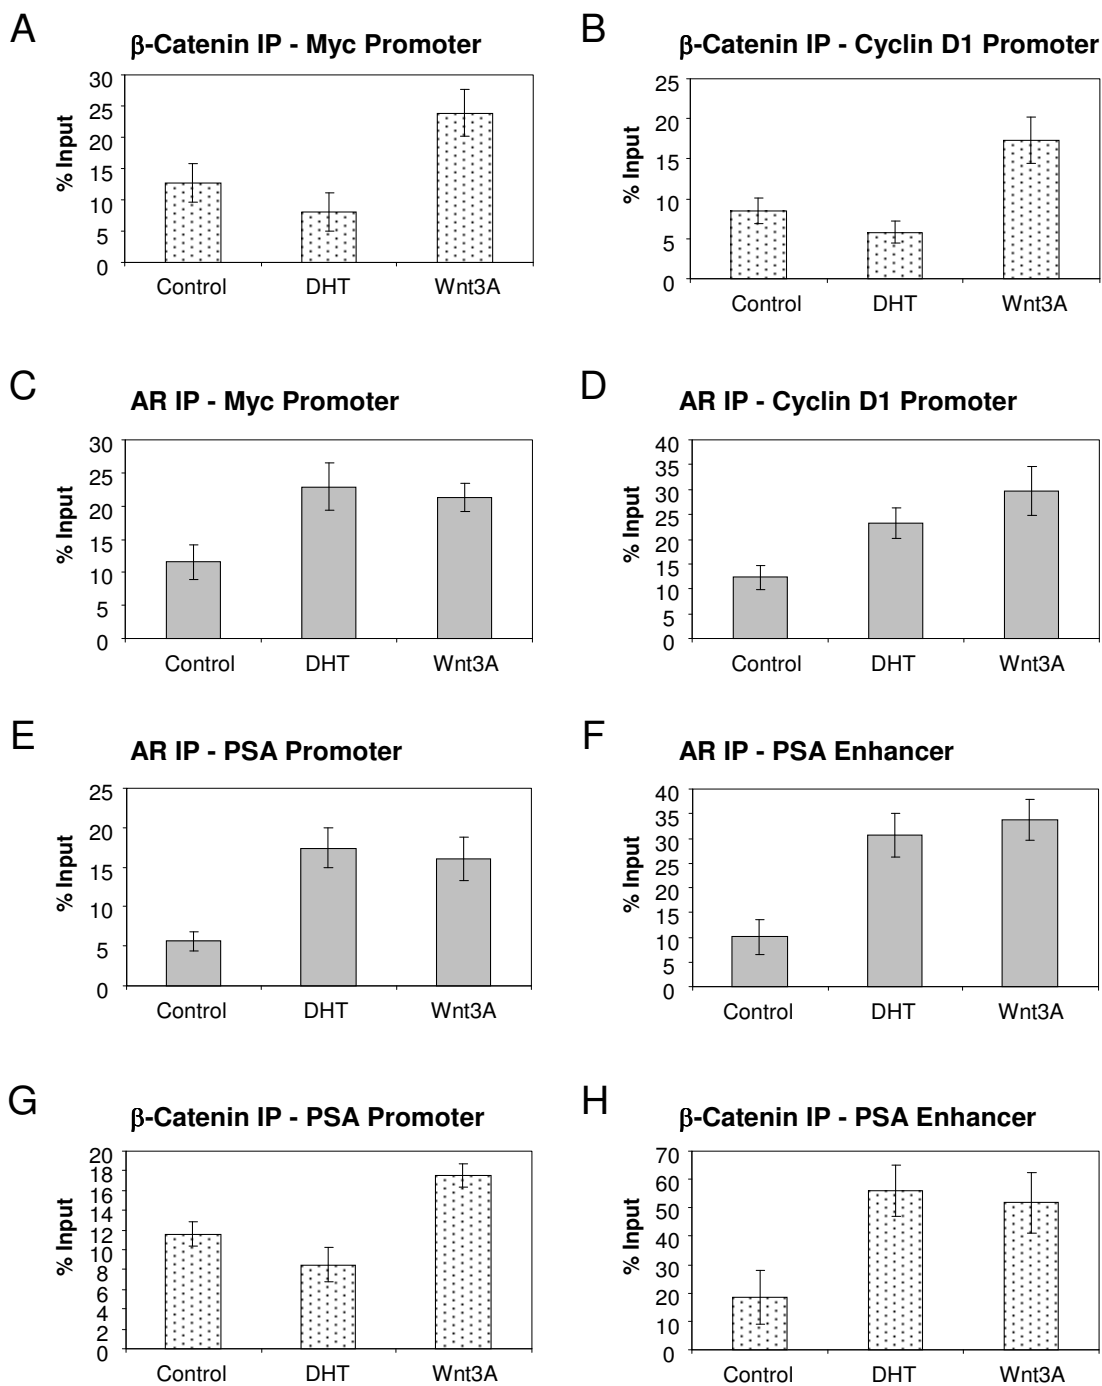 A
β-Catenin IP - Myc Promoter
% Input
30
25
20
15
10
5
0
Control DHT Wnt3A
B
β-Catenin IP - Cyclin D1 Promoter
% Input
25
20
15
10
5
0
Control DHT Wnt3A
C
AR IP - Myc Promoter
% Input
30
25
20
15
10
5
0
Control DHT Wnt3A
D
AR IP - Cyclin D1 Promoter
% Input
40
35
30
25
20
15
10
5
0
Control DHT Wnt3A
E
AR IP - PSA Promoter
% Input
25
20
15
10
5
0
Control DHT Wnt3A
F
AR IP - PSA Enhancer
% Input
40
35
30
25
20
15
10
5
0
Control DHT Wnt3A
G
β-Catenin IP - PSA Promoter
% Input
20
18
16
14
12
10
8
6
4
2
0
Control DHT Wnt3A
H
β-Catenin IP - PSA Enhancer
% Input
70
60
50
40
30
20
10
0
Control DHT Wnt3A